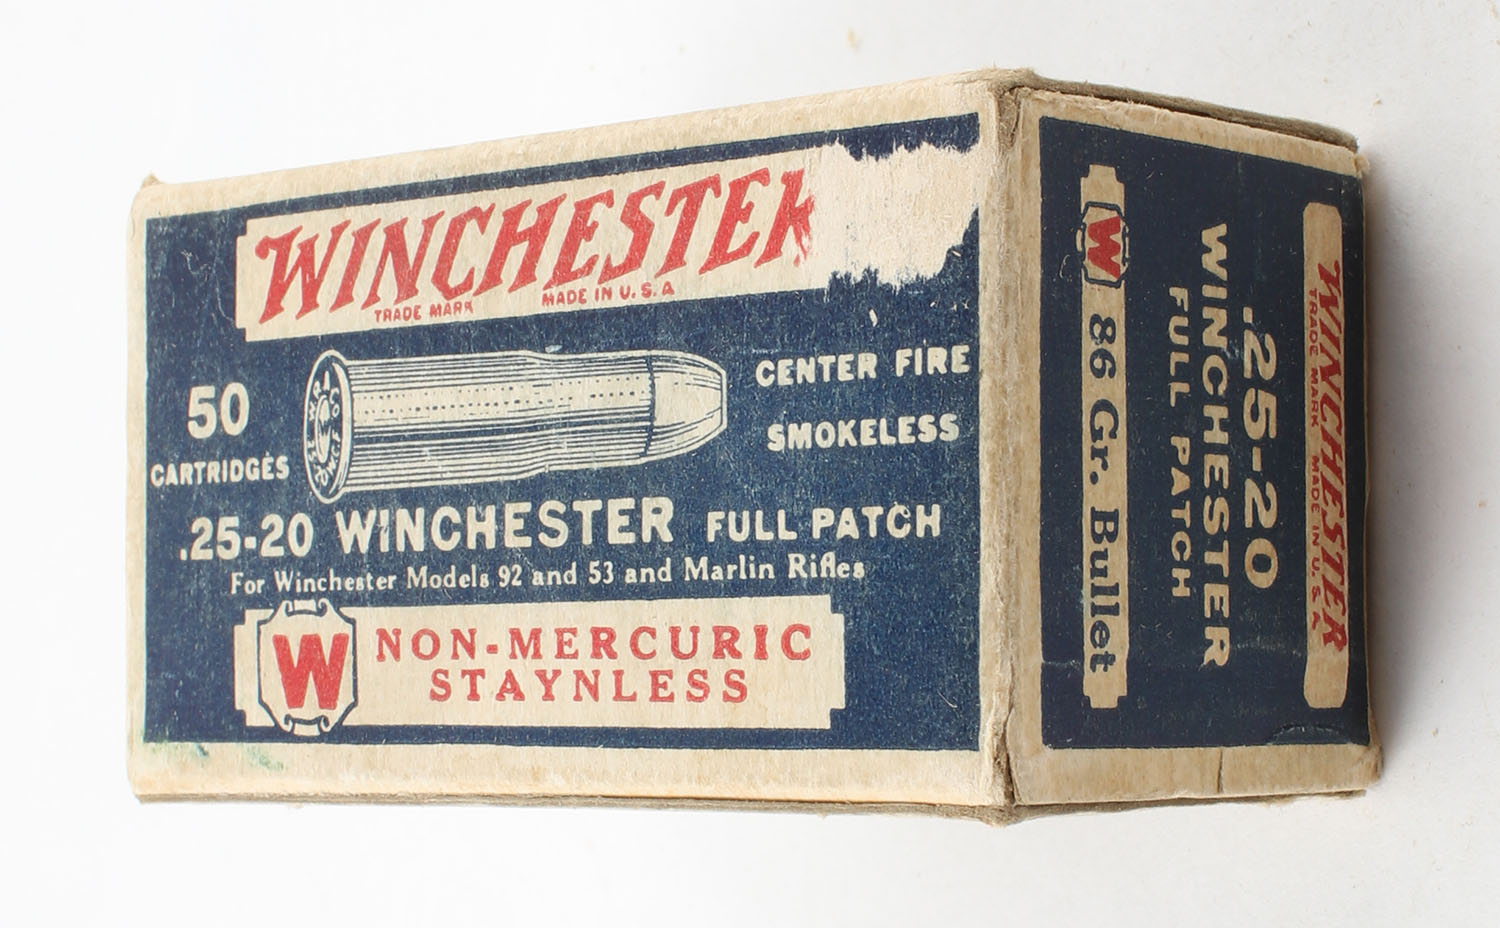 WINCHESTER
TRADE MARK MADE IN U.S.A
50
CARTRIDGES
CENTER FIRE
SMOKELESS
.25-20 WINCHESTER FULL PATCH
For Winchester Models 92 and 53 and Marlin Rifles
W
NON-MERCURIC
STAYNLESS
WINCHESTER
TRADE MARK MADE IN U.S.A.
.25-20
WINCHESTER
FULL PATCH
W 86 Gr. Bullet